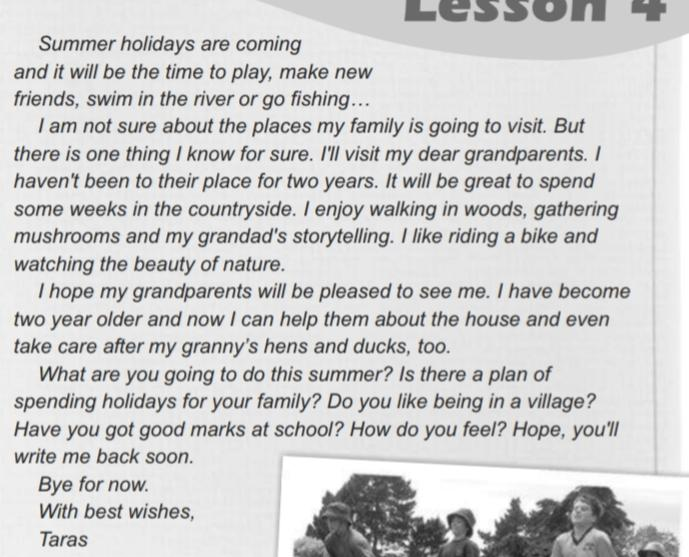 Lesson 4
Summer holidays are coming
and it will be the time to play, make new
friends, swim in the river or go fishing…
I am not sure about the places my family is going to visit. But
there is one thing I know for sure. I'll visit my dear grandparents. I
haven't been to their place for two years. It will be great to spend
some weeks in the countryside. I enjoy walking in woods, gathering
mushrooms and my grandad's storytelling. I like riding a bike and
watching the beauty of nature.
I hope my grandparents will be pleased to see me. I have become
two year older and now I can help them about the house and even
take care after my granny’s hens and ducks, too.
What are you going to do this summer? Is there a plan of
spending holidays for your family? Do you like being in a village?
Have you got good marks at school? How do you feel? Hope, you'll
write me back soon.
Bye for now.
With best wishes,
Taras